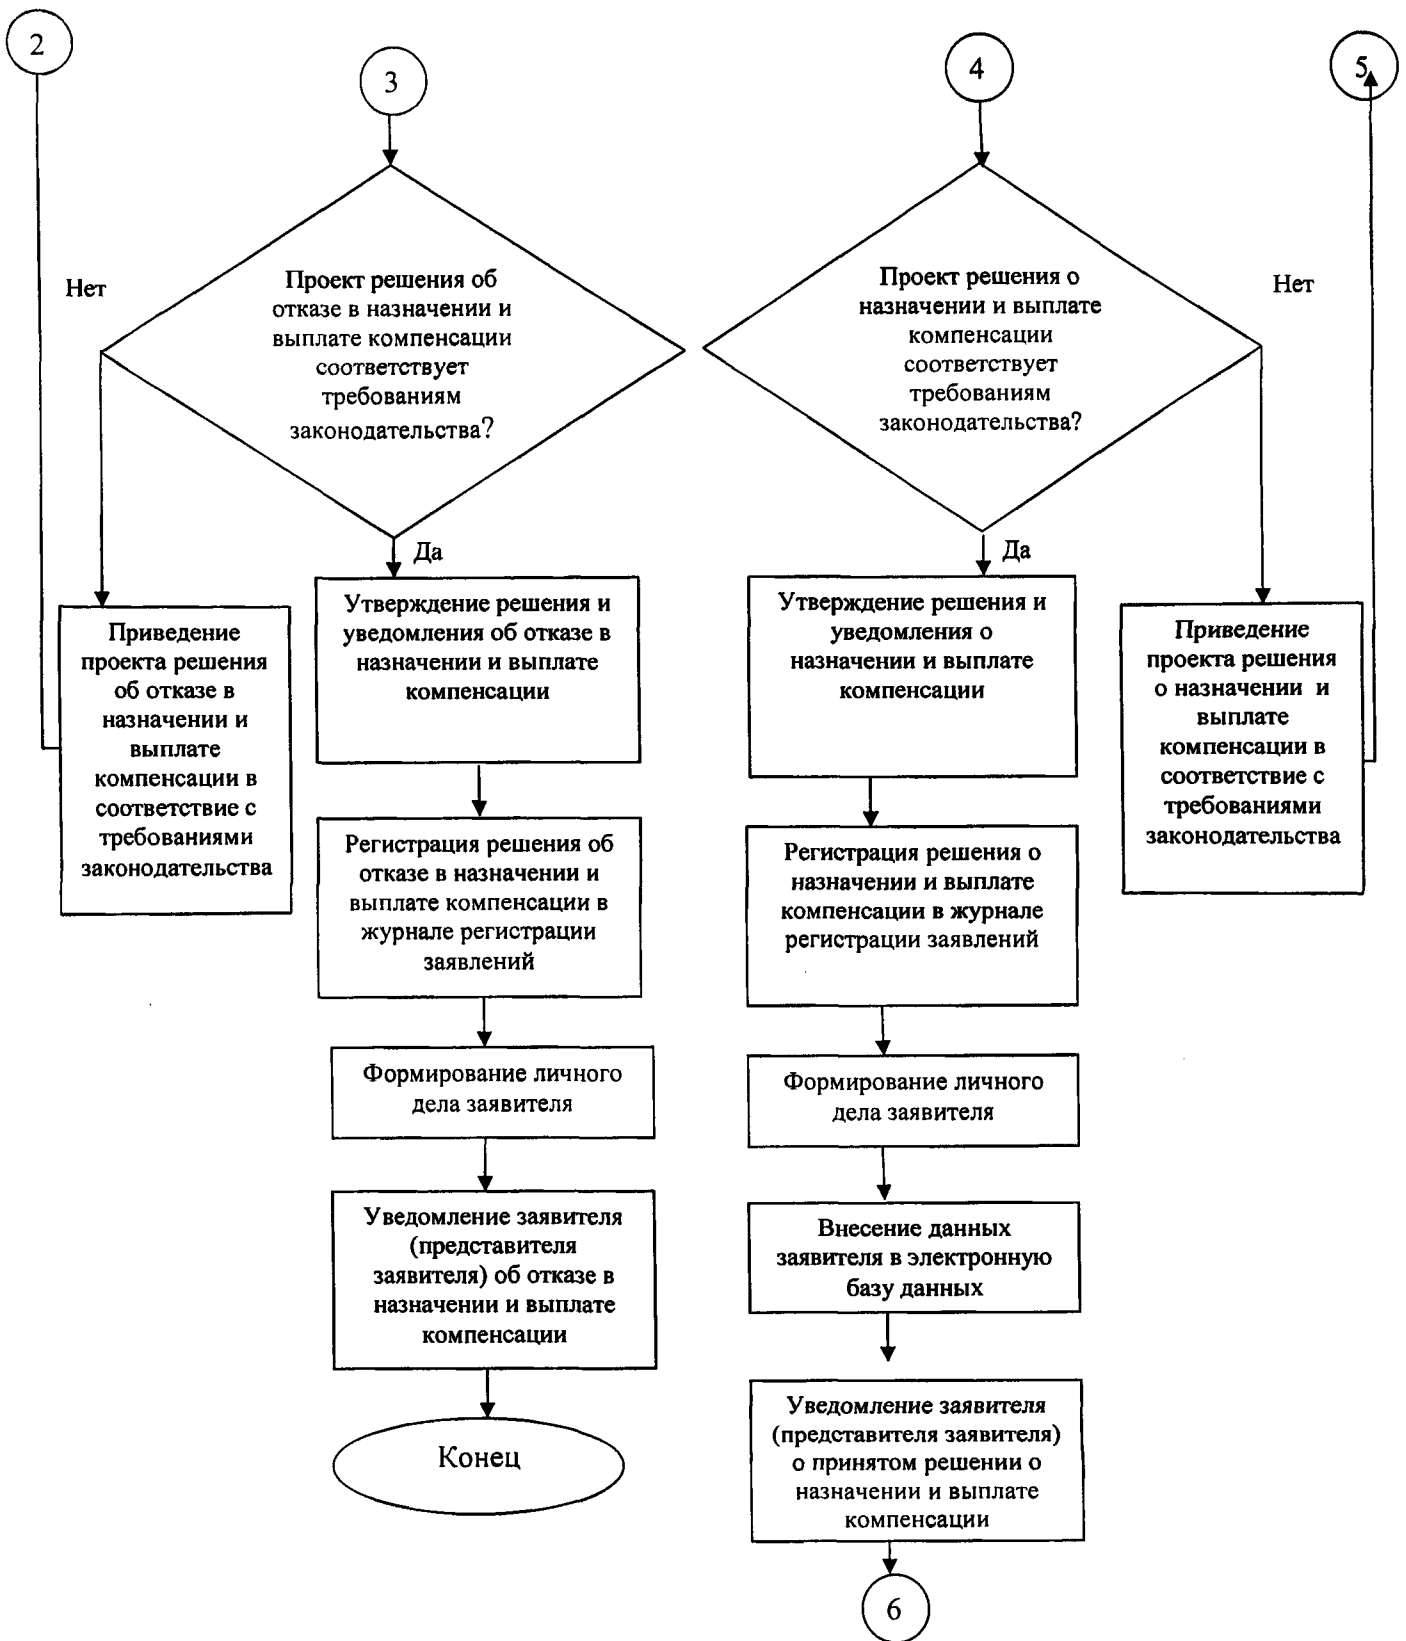 2
3
4
5
Нет
Проект решения об
отказе в назначении и
выплате компенсации
соответствует
требованиям
законодательства?
Проект решения о
назначении и выплате
компенсации
соответствует
требованиям
законодательства?
Нет
Да
Да
Приведение
проекта решения
об отказе в
назначении и
выплате
компенсации в
соответствие с
требованиями
законодательства
Утверждение решения и
уведомления об отказе в
назначении и выплате
компенсации
Утверждение решения и
уведомления о
назначении и выплате
компенсации
Приведение
проекта решения
о назначении и
выплате
компенсации в
соответствие с
требованиями
законодательства
Регистрация решения об
отказе в назначении и
выплате компенсации в
журнале регистрации
заявлений
Регистрация решения о
назначении и выплате
компенсации в журнале
регистрации заявлений
Формирование личного
дела заявителя
Формирование личного
дела заявителя
Уведомление заявителя
(представителя
заявителя) об отказе в
назначении и выплате
компенсации
Внесение данных
заявителя в электронную
базу данных
Конец
Уведомление заявителя
(представителя заявителя)
о принятом решении о
назначении и выплате
компенсации
6